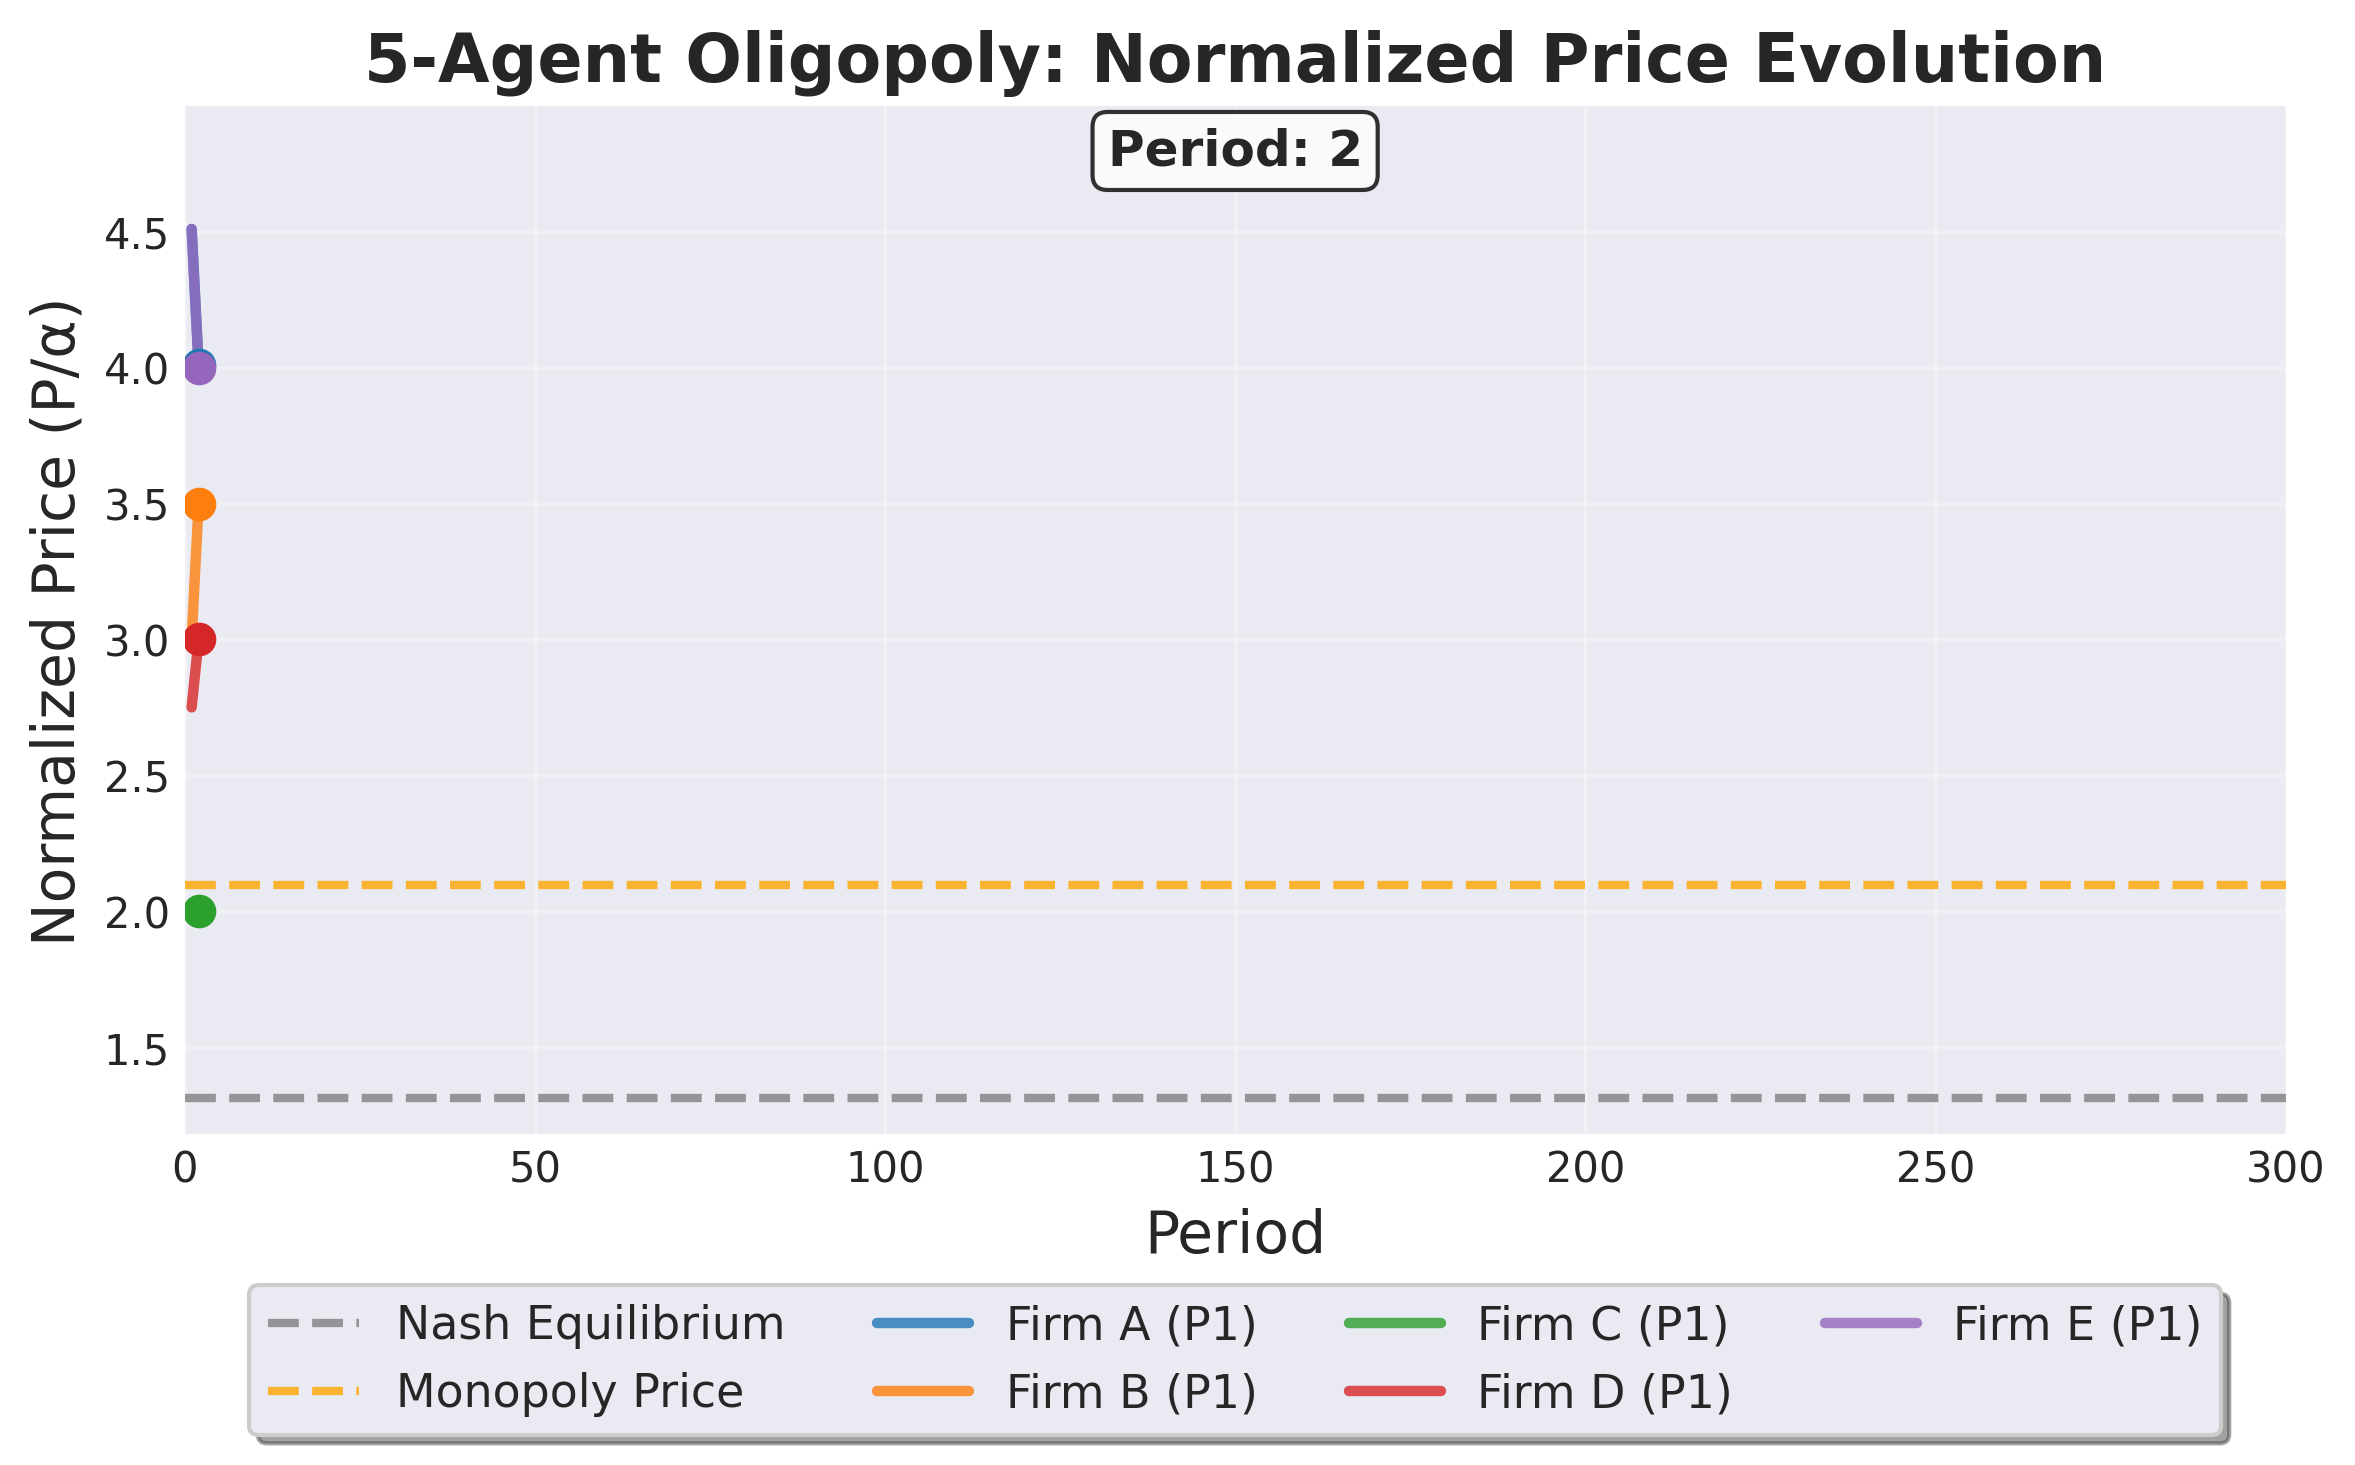 5-Agent Oligopoly: Normalized Price Evolution
Period: 2
Normalized Price (P/α)
4.5
4.0
3.5
3.0
2.5
2.0
1.5
0 50 100 150 200 250 300
Period
Nash Equilibrium Firm A (P1) Firm C (P1) Firm E (P1)
Monopoly Price Firm B (P1) Firm D (P1)